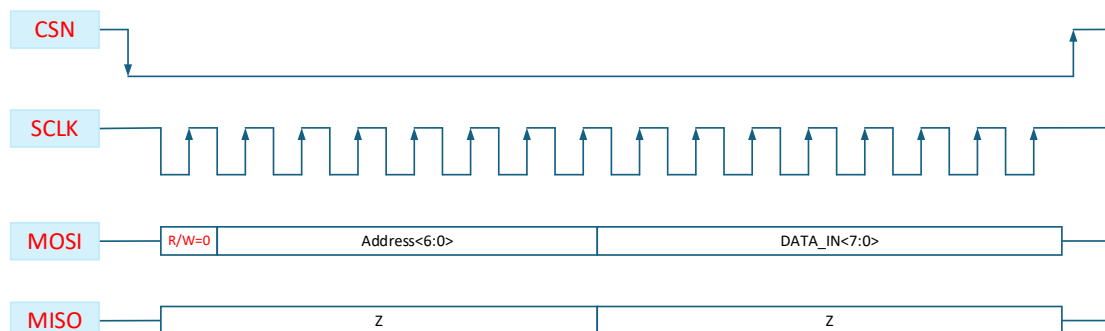 CSN
SCLK
MOSI R/W=0 Address<6:0> DATA_IN<7:0>
MISO Z Z